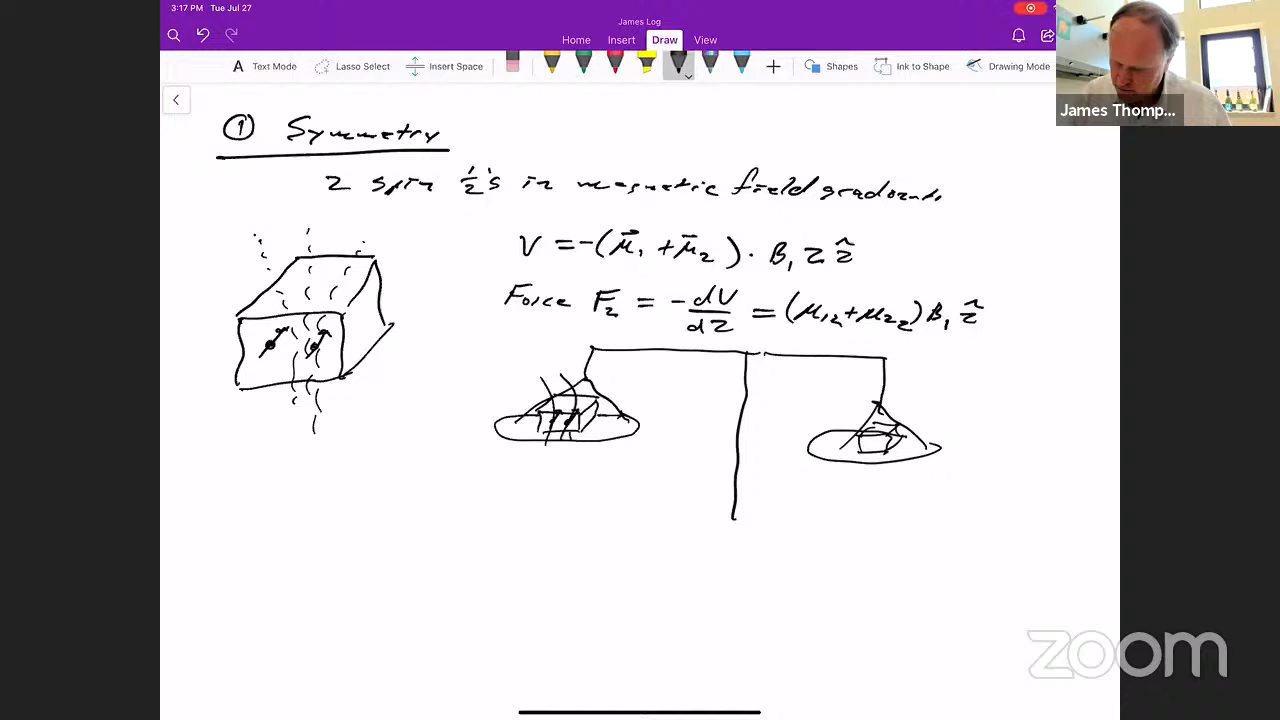 3:17 PM Tue Jul 27
James Log
Home Insert Draw View
Text Mode Lasso Select Insert Space Shapes Ink to Shape Drawing Mode
James Thomp...
① Symmetry
2 spin 1/2's in magnetic field gradient.
V = -(μ⃗₁ + μ⃗₂) · B₁ z ẑ
Force F_z = -dV/dz = (μ₁z + μ₂z) B₁ ẑ
zoom